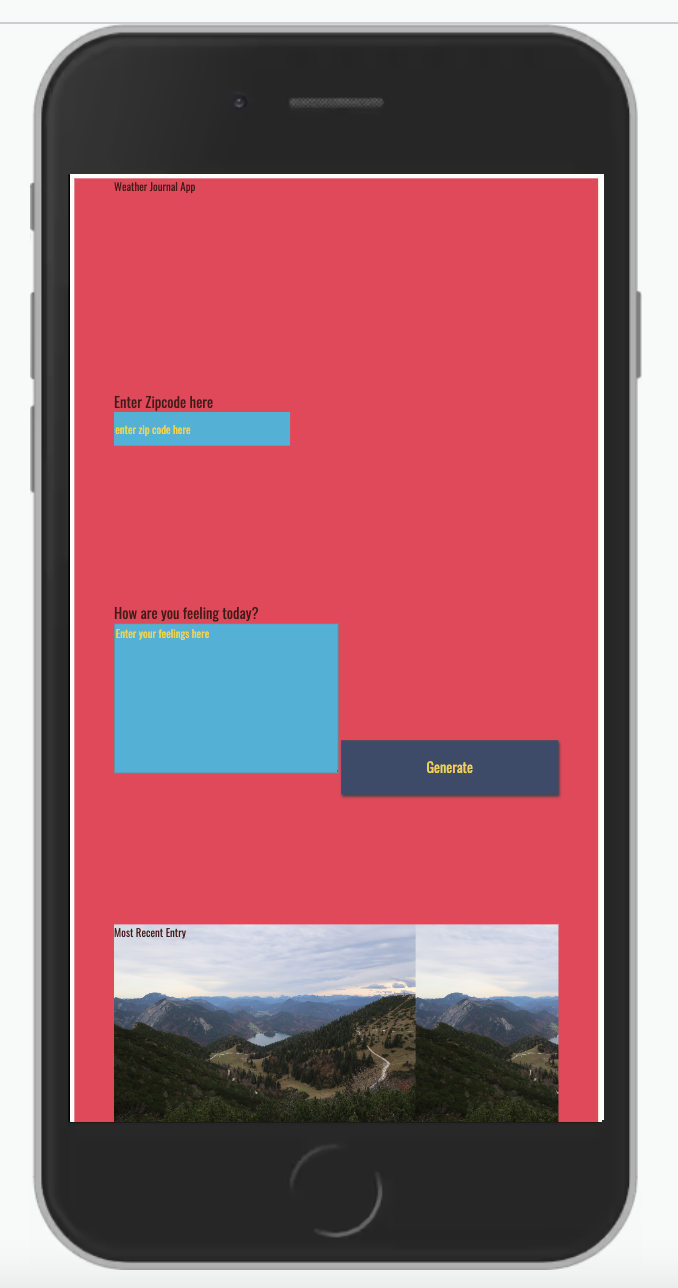 Weather Journal App
Enter Zipcode here
enter zip code here
How are you feeling today?
Enter your feelings here
Generate
Most Recent Entry